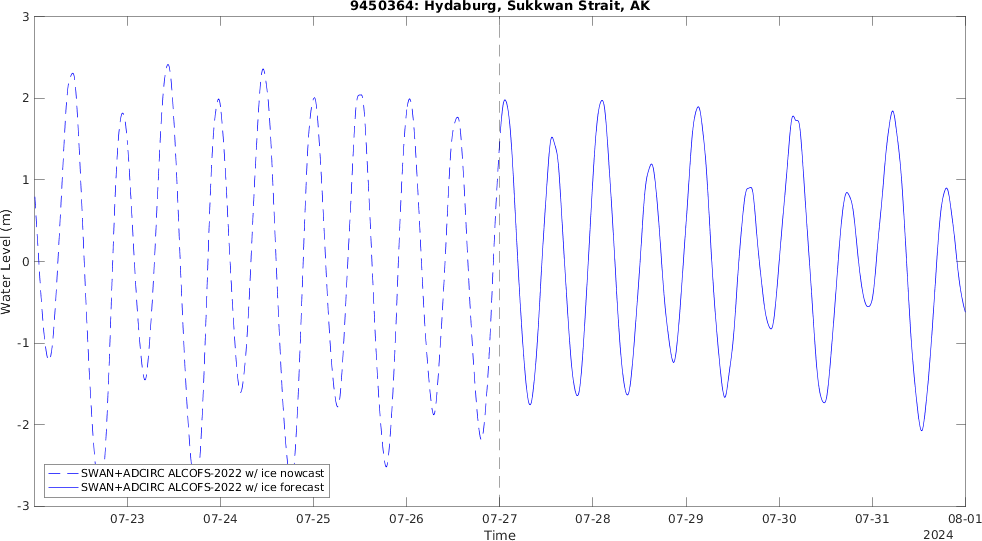 9450364: Hydaburg, Sukkwan Strait, AK
3
2
1
0
-1
-2
-3
Water Level (m)
SWAN+ADCIRC ALCOFS-2022 w/ ice nowcast
SWAN+ADCIRC ALCOFS-2022 w/ ice forecast
07-23 07-24 07-25 07-26 07-27 07-28 07-29 07-30 07-31 08-01
Time 2024